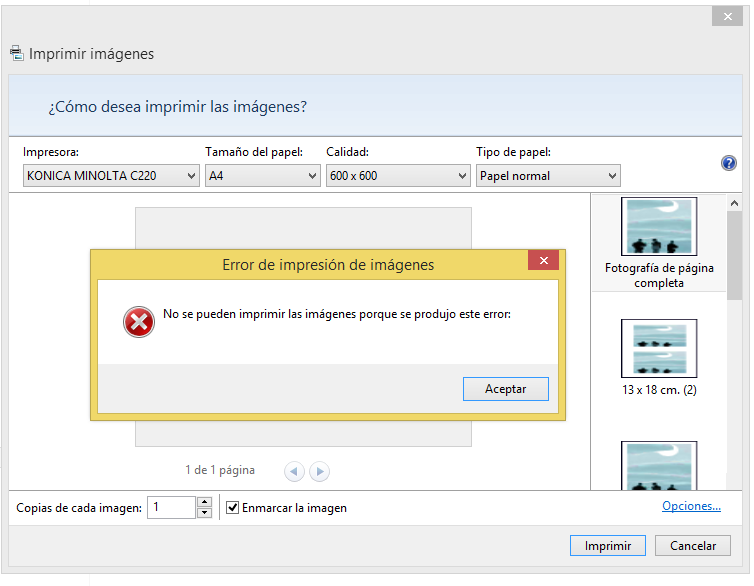 Imprimir imágenes
¿Cómo desea imprimir las imágenes?
Impresora: Tamaño del papel: Calidad: Tipo de papel:
KONICA MINOLTA C220 A4 600 x 600 Papel normal
Error de impresión de imágenes
No se pueden imprimir las imágenes porque se produjo este error:
Aceptar
Fotografía de página
completa
13 x 18 cm. (2)
1 de 1 página
Copias de cada imagen: 1 Enmarcar la imagen Opciones...
Imprimir Cancelar